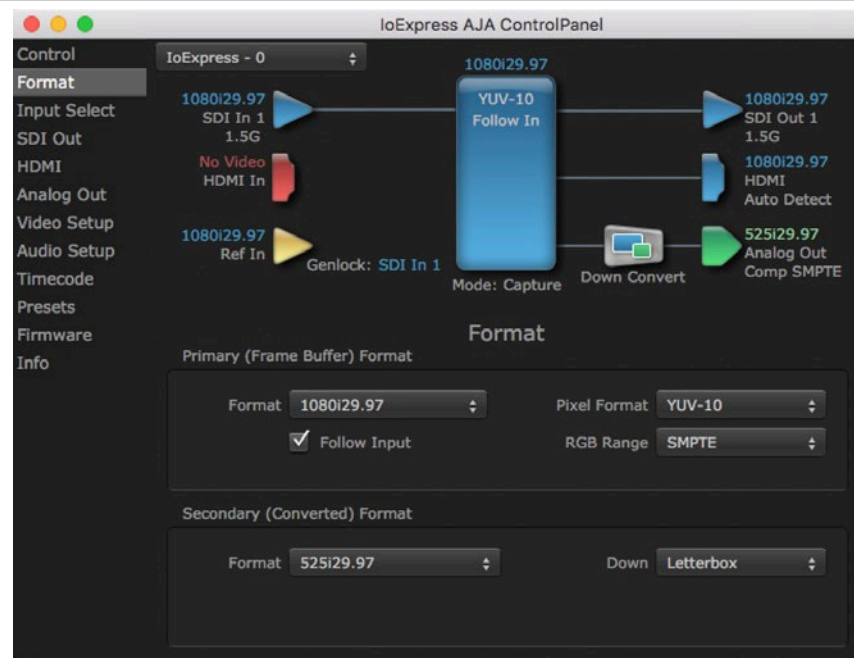 IoExpress AJA ControlPanel
Control
Format
Input Select
SDI Out
HDMI
Analog Out
Video Setup
Audio Setup
Timecode
Presets
Firmware
Info
IoExpress - 0
1080i29.97
SDI In 1
1.5G
No Video
HDMI In
1080i29.97
Ref In
Genlock: SDI In 1
1080i29.97
YUV-10
Follow In
Mode: Capture
Down Convert
1080i29.97
SDI Out 1
1.5G
1080i29.97
HDMI
Auto Detect
525i29.97
Analog Out
Comp SMPTE
Format
Primary (Frame Buffer) Format
Format 1080i29.97 Pixel Format YUV-10
Follow Input RGB Range SMPTE
Secondary (Converted) Format
Format 525i29.97 Down Letterbox